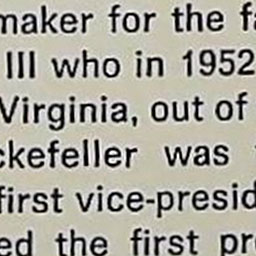 maker for the fa
III who in 1952
Virginia, out of
ckefeller was
first vice-presid
ed the first pr